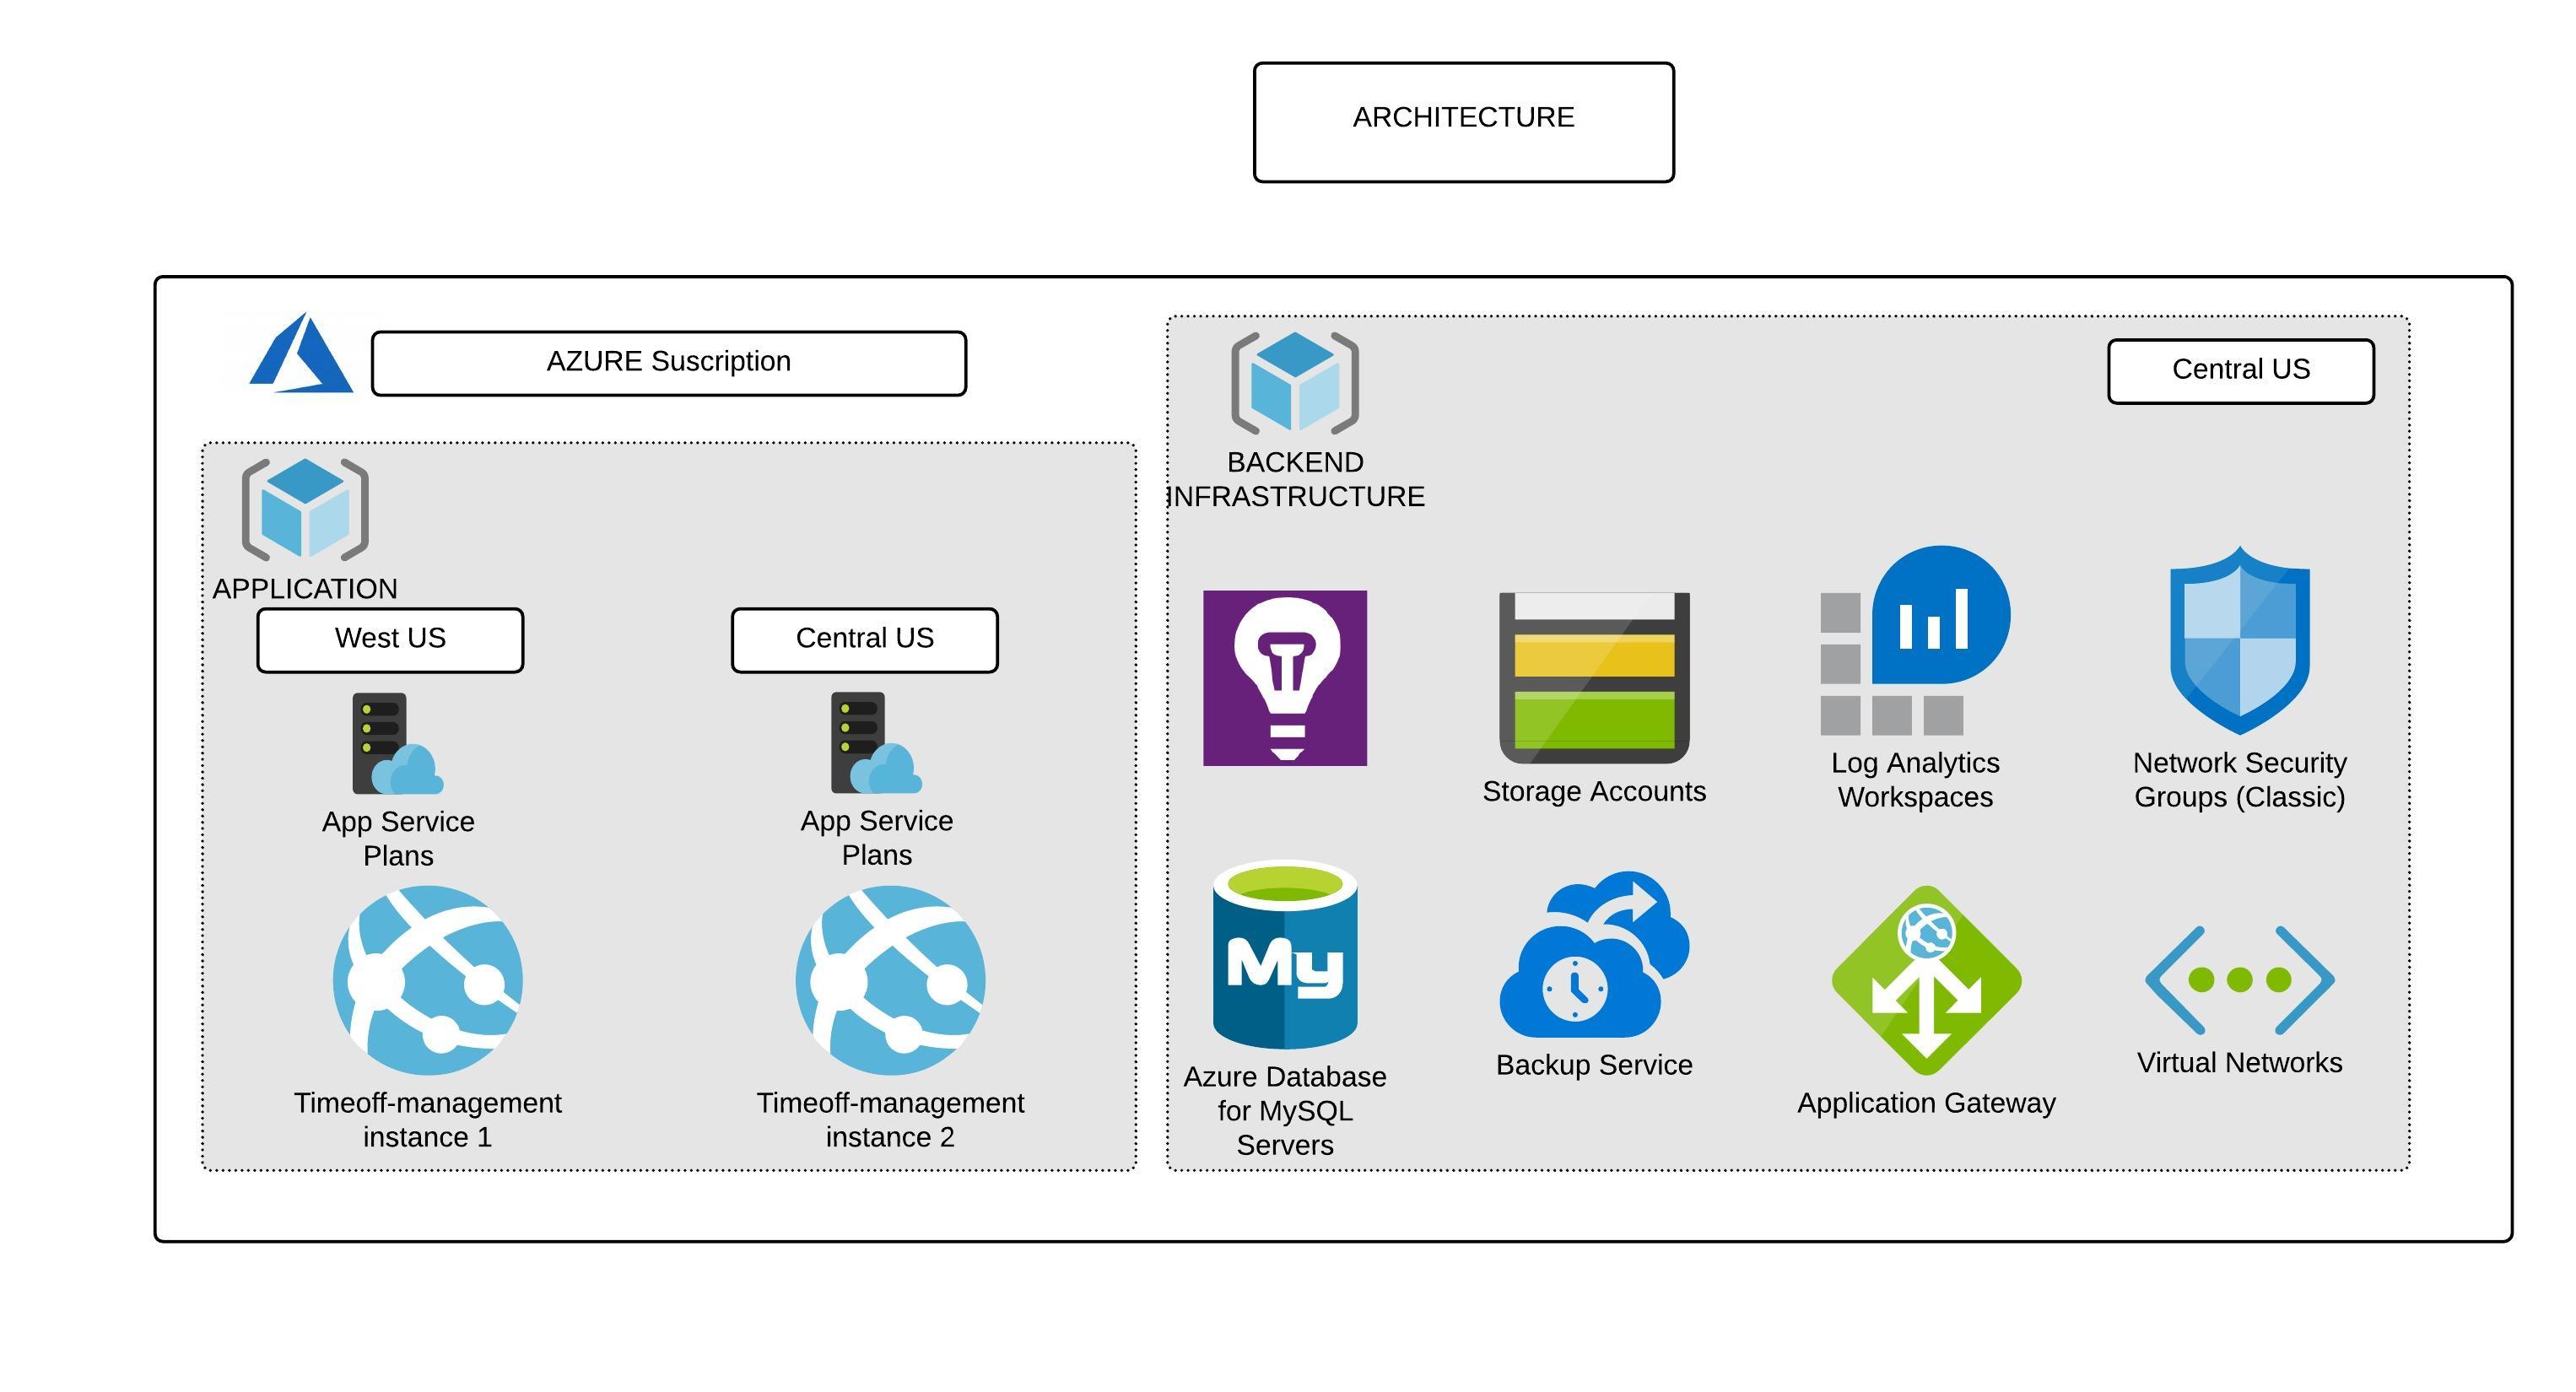 ARCHITECTURE
AZURE Suscription
APPLICATION
West US
Central US
App Service
Plans
App Service
Plans
Timeoff-management
instance 1
Timeoff-management
instance 2
BACKEND
INFRASTRUCTURE
Central US
Storage Accounts
Log Analytics
Workspaces
Network Security
Groups (Classic)
My
Azure Database
for MySQL
Servers
Backup Service
Application Gateway
Virtual Networks